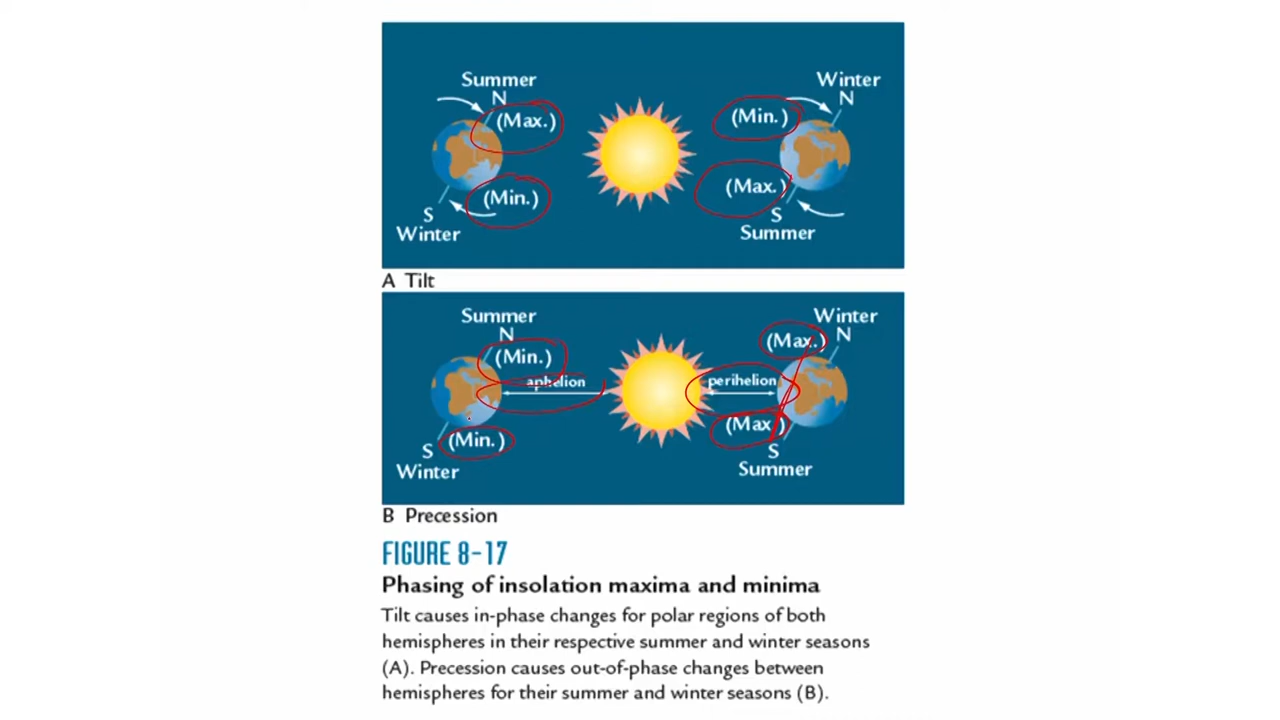 Summer
N
(Max.)
(Min.)
S
Winter
Winter
N
(Min.)
(Max.)
S
Summer
A Tilt
Summer
N
(Min.)
aphelion
(Min.)
S
Winter
Winter
N
(Max.)
perihelion
(Max.)
S
Summer
B Precession
FIGURE 8-17
Phasing of insolation maxima and minima
Tilt causes in-phase changes for polar regions of both
hemispheres in their respective summer and winter seasons
(A). Precession causes out-of-phase changes between
hemispheres for their summer and winter seasons (B).